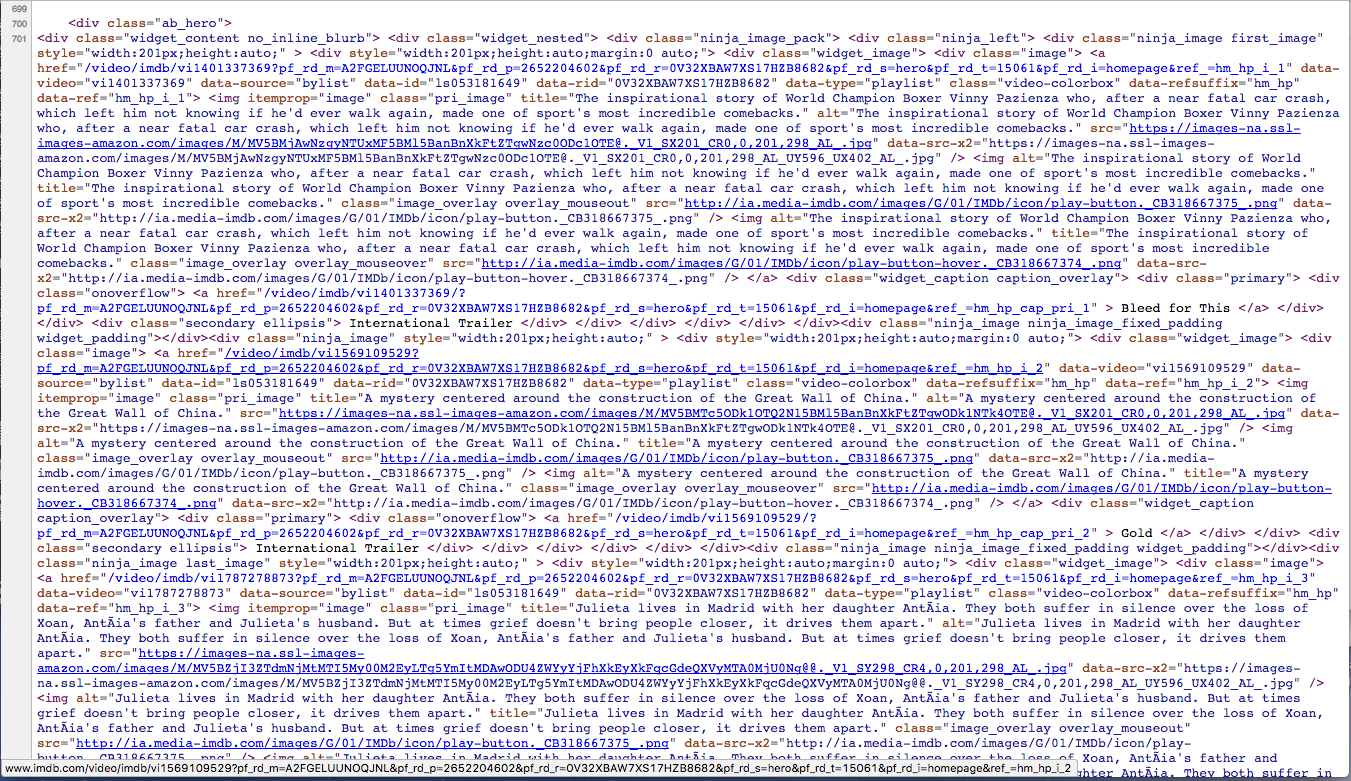 699
700 <div class="ab_hero">
701 <div class="widget_content no_inline_blurb"> <div class="widget_nested"> <div class="ninja_image_pack"> <div class="ninja_left"> <div class="ninja_image first_image"
style="width:201px;height:auto;" > <div style="width:201px;height:auto;margin:0 auto;"> <div class="widget_image"> <div class="image"> <a
href="/video/imdb/vi1401337369?pf_rd_m=A2FGELUUNOQJNL&pf_rd_p=2652204602&pf_rd_r=0V32XBAW7XS17HZB8682&pf_rd_s=hero&pf_rd_t=15061&pf_rd_i=homepage&ref_=hm_hp_i_1" data-
video="vi1401337369" data-source="bylist" data-id="ls053181649" data-rid="0V32XBAW7XS17HZB8682" data-type="playlist" class="video-colorbox" data-refsuffix="hm_hp"
data-ref="hm_hp_i_1"> <img itemprop="image" class="pri_image" title="The inspirational story of World Champion Boxer Vinny Pazienza who, after a near fatal car crash,
which left him not knowing if he'd ever walk again, made one of sport's most incredible comebacks." alt="The inspirational story of World Champion Boxer Vinny Pazienza
who, after a near fatal car crash, which left him not knowing if he'd ever walk again, made one of sport's most incredible comebacks." src="https://images-na.ssl-
images-amazon.com/images/M/MV5BMjAwNzgyNTUxMF5BMl5BanBnXkFtZTgwNzc0ODc1OTE@._V1_SX201_CR0,0,201,298_AL_.jpg" data-src-x2="https://images-na.ssl-images-
amazon.com/images/M/MV5BMjAwNzgyNTUxMF5BMl5BanBnXkFtZTgwNzc0ODc1OTE@._V1_SX201_CR0,0,201,298_AL_UY596_UX402_AL_.jpg" /> <img alt="The inspirational story of World
Champion Boxer Vinny Pazienza who, after a near fatal car crash, which left him not knowing if he'd ever walk again, made one of sport's most incredible comebacks."
title="The inspirational story of World Champion Boxer Vinny Pazienza who, after a near fatal car crash, which left him not knowing if he'd ever walk again, made one
of sport's most incredible comebacks." class="image_overlay overlay_mouseout" src="http://ia.media-imdb.com/images/G/01/IMDb/icon/play-button._CB318667375_.png" data-
src-x2="http://ia.media-imdb.com/images/G/01/IMDb/icon/play-button._CB318667375_.png" /> <img alt="The inspirational story of World Champion Boxer Vinny Pazienza who,
after a near fatal car crash, which left him not knowing if he'd ever walk again, made one of sport's most incredible comebacks." title="The inspirational story of
World Champion Boxer Vinny Pazienza who, after a near fatal car crash, which left him not knowing if he'd ever walk again, made one of sport's most incredible
comebacks." class="image_overlay overlay_mouseover" src="http://ia.media-imdb.com/images/G/01/IMDb/icon/play-button-hover._CB318667374_.png" data-src-
x2="http://ia.media-imdb.com/images/G/01/IMDb/icon/play-button-hover._CB318667374_.png" /> </a> <div class="widget_caption caption_overlay"> <div class="primary"> <div
class="onoverflow"> <a href="/video/imdb/vi1401337369/?
pf_rd_m=A2FGELUUNOQJNL&pf_rd_p=2652204602&pf_rd_r=0V32XBAW7XS17HZB8682&pf_rd_s=hero&pf_rd_t=15061&pf_rd_i=homepage&ref_=hm_hp_cap_pri_1" > Bleed for This </a> </div>
</div> <div class="secondary ellipsis"> International Trailer </div> </div> </div> </div> </div></div><div class="ninja_image ninja_image_fixed_padding
widget_padding"></div><div class="ninja_image" style="width:201px;height:auto;" > <div style="width:201px;height:auto;margin:0 auto;"> <div class="widget_image"> <div
class="image"> <a href="/video/imdb/vi1569109529?
pf_rd_m=A2FGELUUNOQJNL&pf_rd_p=2652204602&pf_rd_r=0V32XBAW7XS17HZB8682&pf_rd_s=hero&pf_rd_t=15061&pf_rd_i=homepage&ref_=hm_hp_i_2" data-video="vi1569109529" data-
source="bylist" data-id="ls053181649" data-rid="0V32XBAW7XS17HZB8682" data-type="playlist" class="video-colorbox" data-refsuffix="hm_hp" data-ref="hm_hp_i_2"> <img
itemprop="image" class="pri_image" title="A mystery centered around the construction of the Great Wall of China." alt="A mystery centered around the construction of
the Great Wall of China." src="https://images-na.ssl-images-amazon.com/images/M/MV5BMTc5ODk1OTQ2N15BMl5BanBnXkFtZTgwODk1NTk4OTE@._V1_SX201_CR0,0,201,298_AL_.jpg" data-
src-x2="https://images-na.ssl-images-amazon.com/images/M/MV5BMTc5ODk1OTQ2N15BMl5BanBnXkFtZTgwODk1NTk4OTE@._V1_SX201_CR0,0,201,298_AL_UY596_UX402_AL_.jpg" /> <img
alt="A mystery centered around the construction of the Great Wall of China." title="A mystery centered around the construction of the Great Wall of China."
class="image_overlay overlay_mouseout" src="http://ia.media-imdb.com/images/G/01/IMDb/icon/play-button._CB318667375_.png" data-src-x2="http://ia.media-
imdb.com/images/G/01/IMDb/icon/play-button._CB318667375_.png" /> <img alt="A mystery centered around the construction of the Great Wall of China." title="A mystery
centered around the construction of the Great Wall of China." class="image_overlay overlay_mouseover" src="http://ia.media-imdb.com/images/G/01/IMDb/icon/play-button-
hover._CB318667374_.png" data-src-x2="http://ia.media-imdb.com/images/G/01/IMDb/icon/play-button-hover._CB318667374_.png" /> </a> <div class="widget_caption
caption_overlay"> <div class="primary"> <div class="onoverflow"> <a href="/video/imdb/vi1569109529/?
pf_rd_m=A2FGELUUNOQJNL&pf_rd_p=2652204602&pf_rd_r=0V32XBAW7XS17HZB8682&pf_rd_s=hero&pf_rd_t=15061&pf_rd_i=homepage&ref_=hm_hp_cap_pri_2" > Gold </a> </div> </div> <div
class="secondary ellipsis"> International Trailer </div> </div> </div> </div> </div></div><div class="ninja_image ninja_image_fixed_padding widget_padding"></div><div
class="ninja_image last_image" style="width:201px;height:auto;" > <div style="width:201px;height:auto;margin:0 auto;"> <div class="widget_image"> <div class="image">
<a href="/video/imdb/vi1787278873?pf_rd_m=A2FGELUUNOQJNL&pf_rd_p=2652204602&pf_rd_r=0V32XBAW7XS17HZB8682&pf_rd_s=hero&pf_rd_t=15061&pf_rd_i=homepage&ref_=hm_hp_i_3"
data-video="vi1787278873" data-source="bylist" data-id="ls053181649" data-rid="0V32XBAW7XS17HZB8682" data-type="playlist" class="video-colorbox" data-refsuffix="hm_hp"
data-ref="hm_hp_i_3"> <img itemprop="image" class="pri_image" title="Julieta lives in Madrid with her daughter AntÃ­a. They both suffer in silence over the loss of
Xoan, AntÃ­a's father and Julieta's husband. But at times grief doesn't bring people closer, it drives them apart." alt="Julieta lives in Madrid with her daughter
AntÃ­a. They both suffer in silence over the loss of Xoan, AntÃ­a's father and Julieta's husband. But at times grief doesn't bring people closer, it drives them
apart." src="https://images-na.ssl-images-
amazon.com/images/M/MV5BZjI3ZTdmNjMtMTI5My00M2EyLTg5YmItMDAwODU4ZWYyYjFhXkEyXkFqcGdeQXVyMTA0MjU0Ng@@._V1_SY298_CR4,0,201,298_AL_.jpg" data-src-x2="https://images-
na.ssl-images-amazon.com/images/M/MV5BZjI3ZTdmNjMtMTI5My00M2EyLTg5YmItMDAwODU4ZWYyYjFhXkEyXkFqcGdeQXVyMTA0MjU0Ng@@._V1_SY298_CR4,0,201,298_AL_UY596_UX402_AL_.jpg" />
<img alt="Julieta lives in Madrid with her daughter AntÃ­a. They both suffer in silence over the loss of Xoan, AntÃ­a's father and Julieta's husband. But at times
grief doesn't bring people closer, it drives them apart." title="Julieta lives in Madrid with her daughter AntÃ­a. They both suffer in silence over the loss of Xoan,
AntÃ­a's father and Julieta's husband. But at times grief doesn't bring people closer, it drives them apart." class="image_overlay overlay_mouseout"
src="http://ia.media-imdb.com/images/G/01/IMDb/icon/play-button._CB318667375_.png" data-src-x2="http://ia.media-imdb.com/images/G/01/IMDb/icon/play-
button._CB318667375_.png" /> <img alt="Julieta lives in Madrid with her daughter AntÃ­a. They both suffer in silence over the loss of Xoan, AntÃ­a's father and
www.imdb.com/video/imdb/vi1569109529?pf_rd_m=A2FGELUUNOQJNL&pf_rd_p=2652204602&pf_rd_r=0V32XBAW7XS17HZB8682&pf_rd_s=hero&pf_rd_t=15061&pf_rd_i=homepage&ref_=hm_hp_i_2 daughter AntÃ­a. They both suffer in